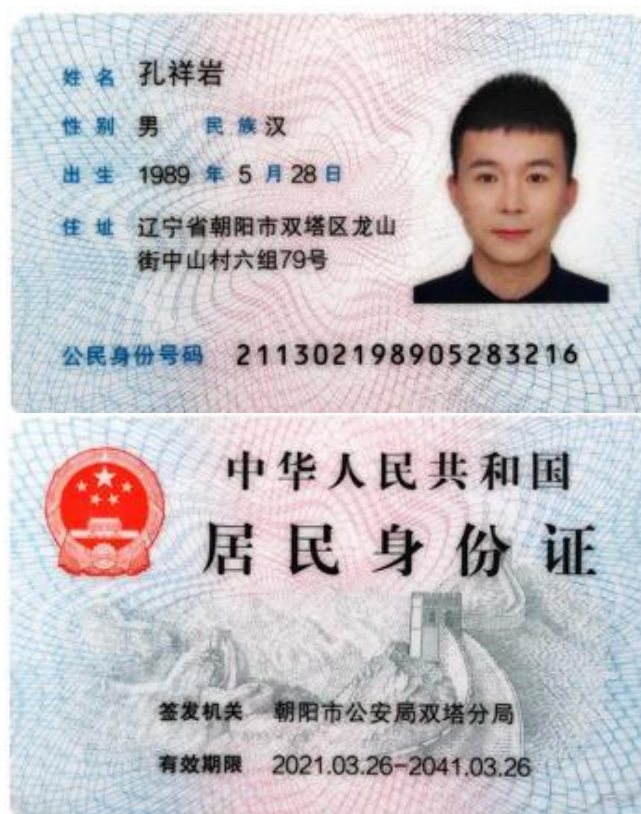 姓名 孔祥岩
性别 男 民族 汉
出生 1989 年 5 月 28 日
住址 辽宁省朝阳市双塔区龙山
街中山村六组79号
公民身份号码 211302198905283216
中华人民共和国
居民身份证
签发机关 朝阳市公安局双塔分局
有效期限 2021.03.26-2041.03.26